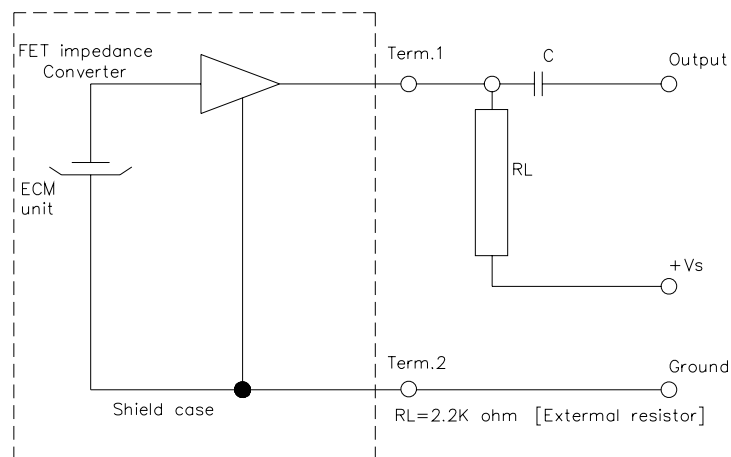 FET impedance
Converter
Term.1
C
Output
RL
ECM
unit
+Vs
Term.2
Ground
Shield case
RL=2.2K ohm [Extermal resistor]